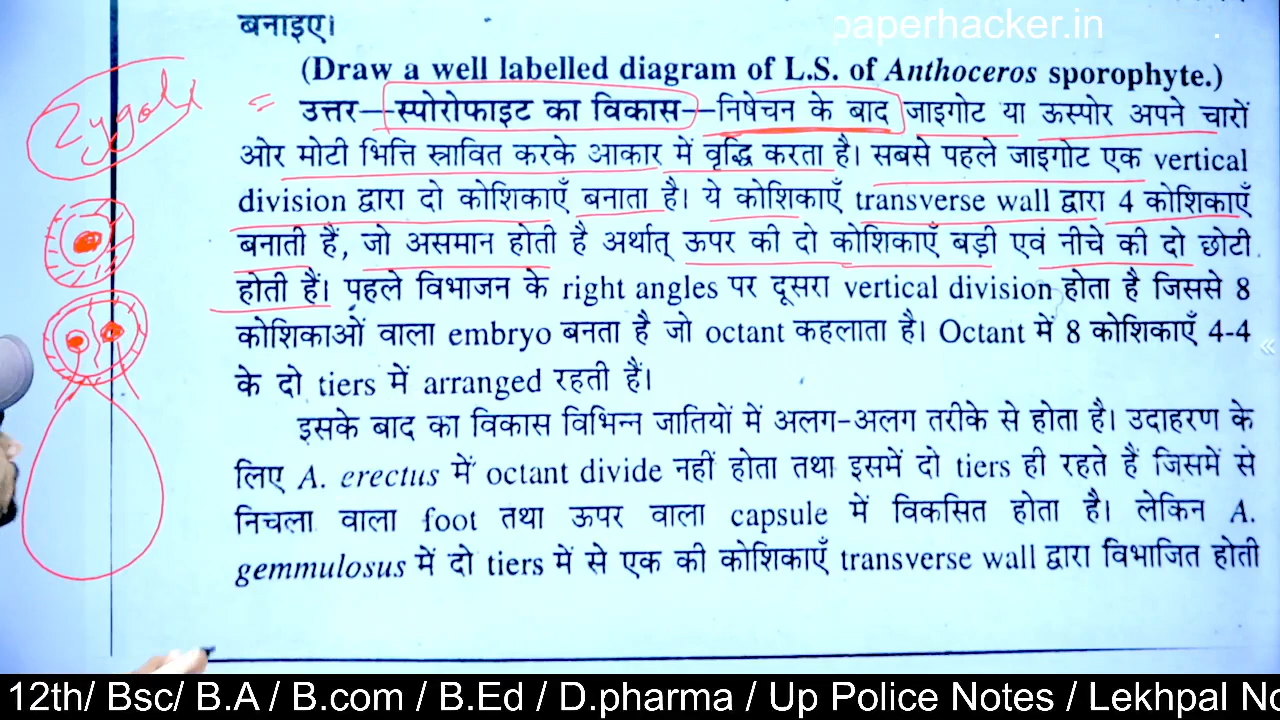 बनाइए।
paperhacker.in
(Draw a well labelled diagram of L.S. of Anthoceros sporophyte.)
Zygote
= उत्तर—स्पोरोफाइट का विकास—निषेचन के बाद जाइगोट या ऊस्पोर अपने चारों
ओर मोटी भित्ति स्रावित करके आकार में वृद्धि करता है। सबसे पहले जाइगोट एक vertical
division द्वारा दो कोशिकाएँ बनाता है। ये कोशिकाएँ transverse wall द्वारा 4 कोशिकाएँ
बनाती हैं, जो असमान होती है अर्थात् ऊपर की दो कोशिकाएँ बड़ी एवं नीचे की दो छोटी
होती हैं। पहले विभाजन के right angles पर दूसरा vertical division होता है जिससे 8
कोशिकाओं वाला embryo बनता है जो octant कहलाता है। Octant में 8 कोशिकाएँ 4-4
के दो tiers में arranged रहती हैं।
इसके बाद का विकास विभिन्न जातियों में अलग-अलग तरीके से होता है। उदाहरण के
लिए A. erectus में octant divide नहीं होता तथा इसमें दो tiers ही रहते हैं जिसमें से
निचला वाला foot तथा ऊपर वाला capsule में विकसित होता है। लेकिन A.
gemmulosus में दो tiers में से एक की कोशिकाएँ transverse wall द्वारा विभाजित होती
12th/ Bsc/ B.A / B.com / B.Ed / D.pharma / Up Police Notes / Lekhpal No